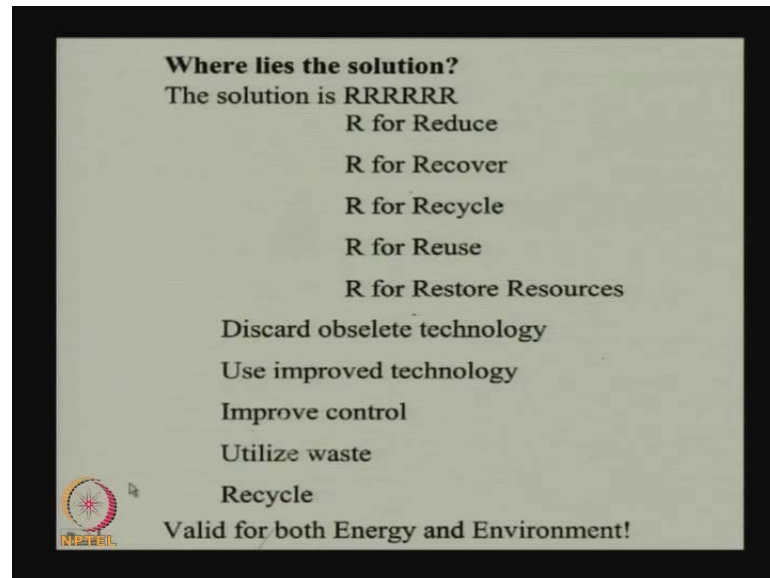 Where lies the solution?
The solution is RRRRRR
R for Reduce
R for Recover
R for Recycle
R for Reuse
R for Restore Resources
Discard obselete technology
Use improved technology
Improve control
Utilize waste
Recycle
Valid for both Energy and Environment!
NPTEL